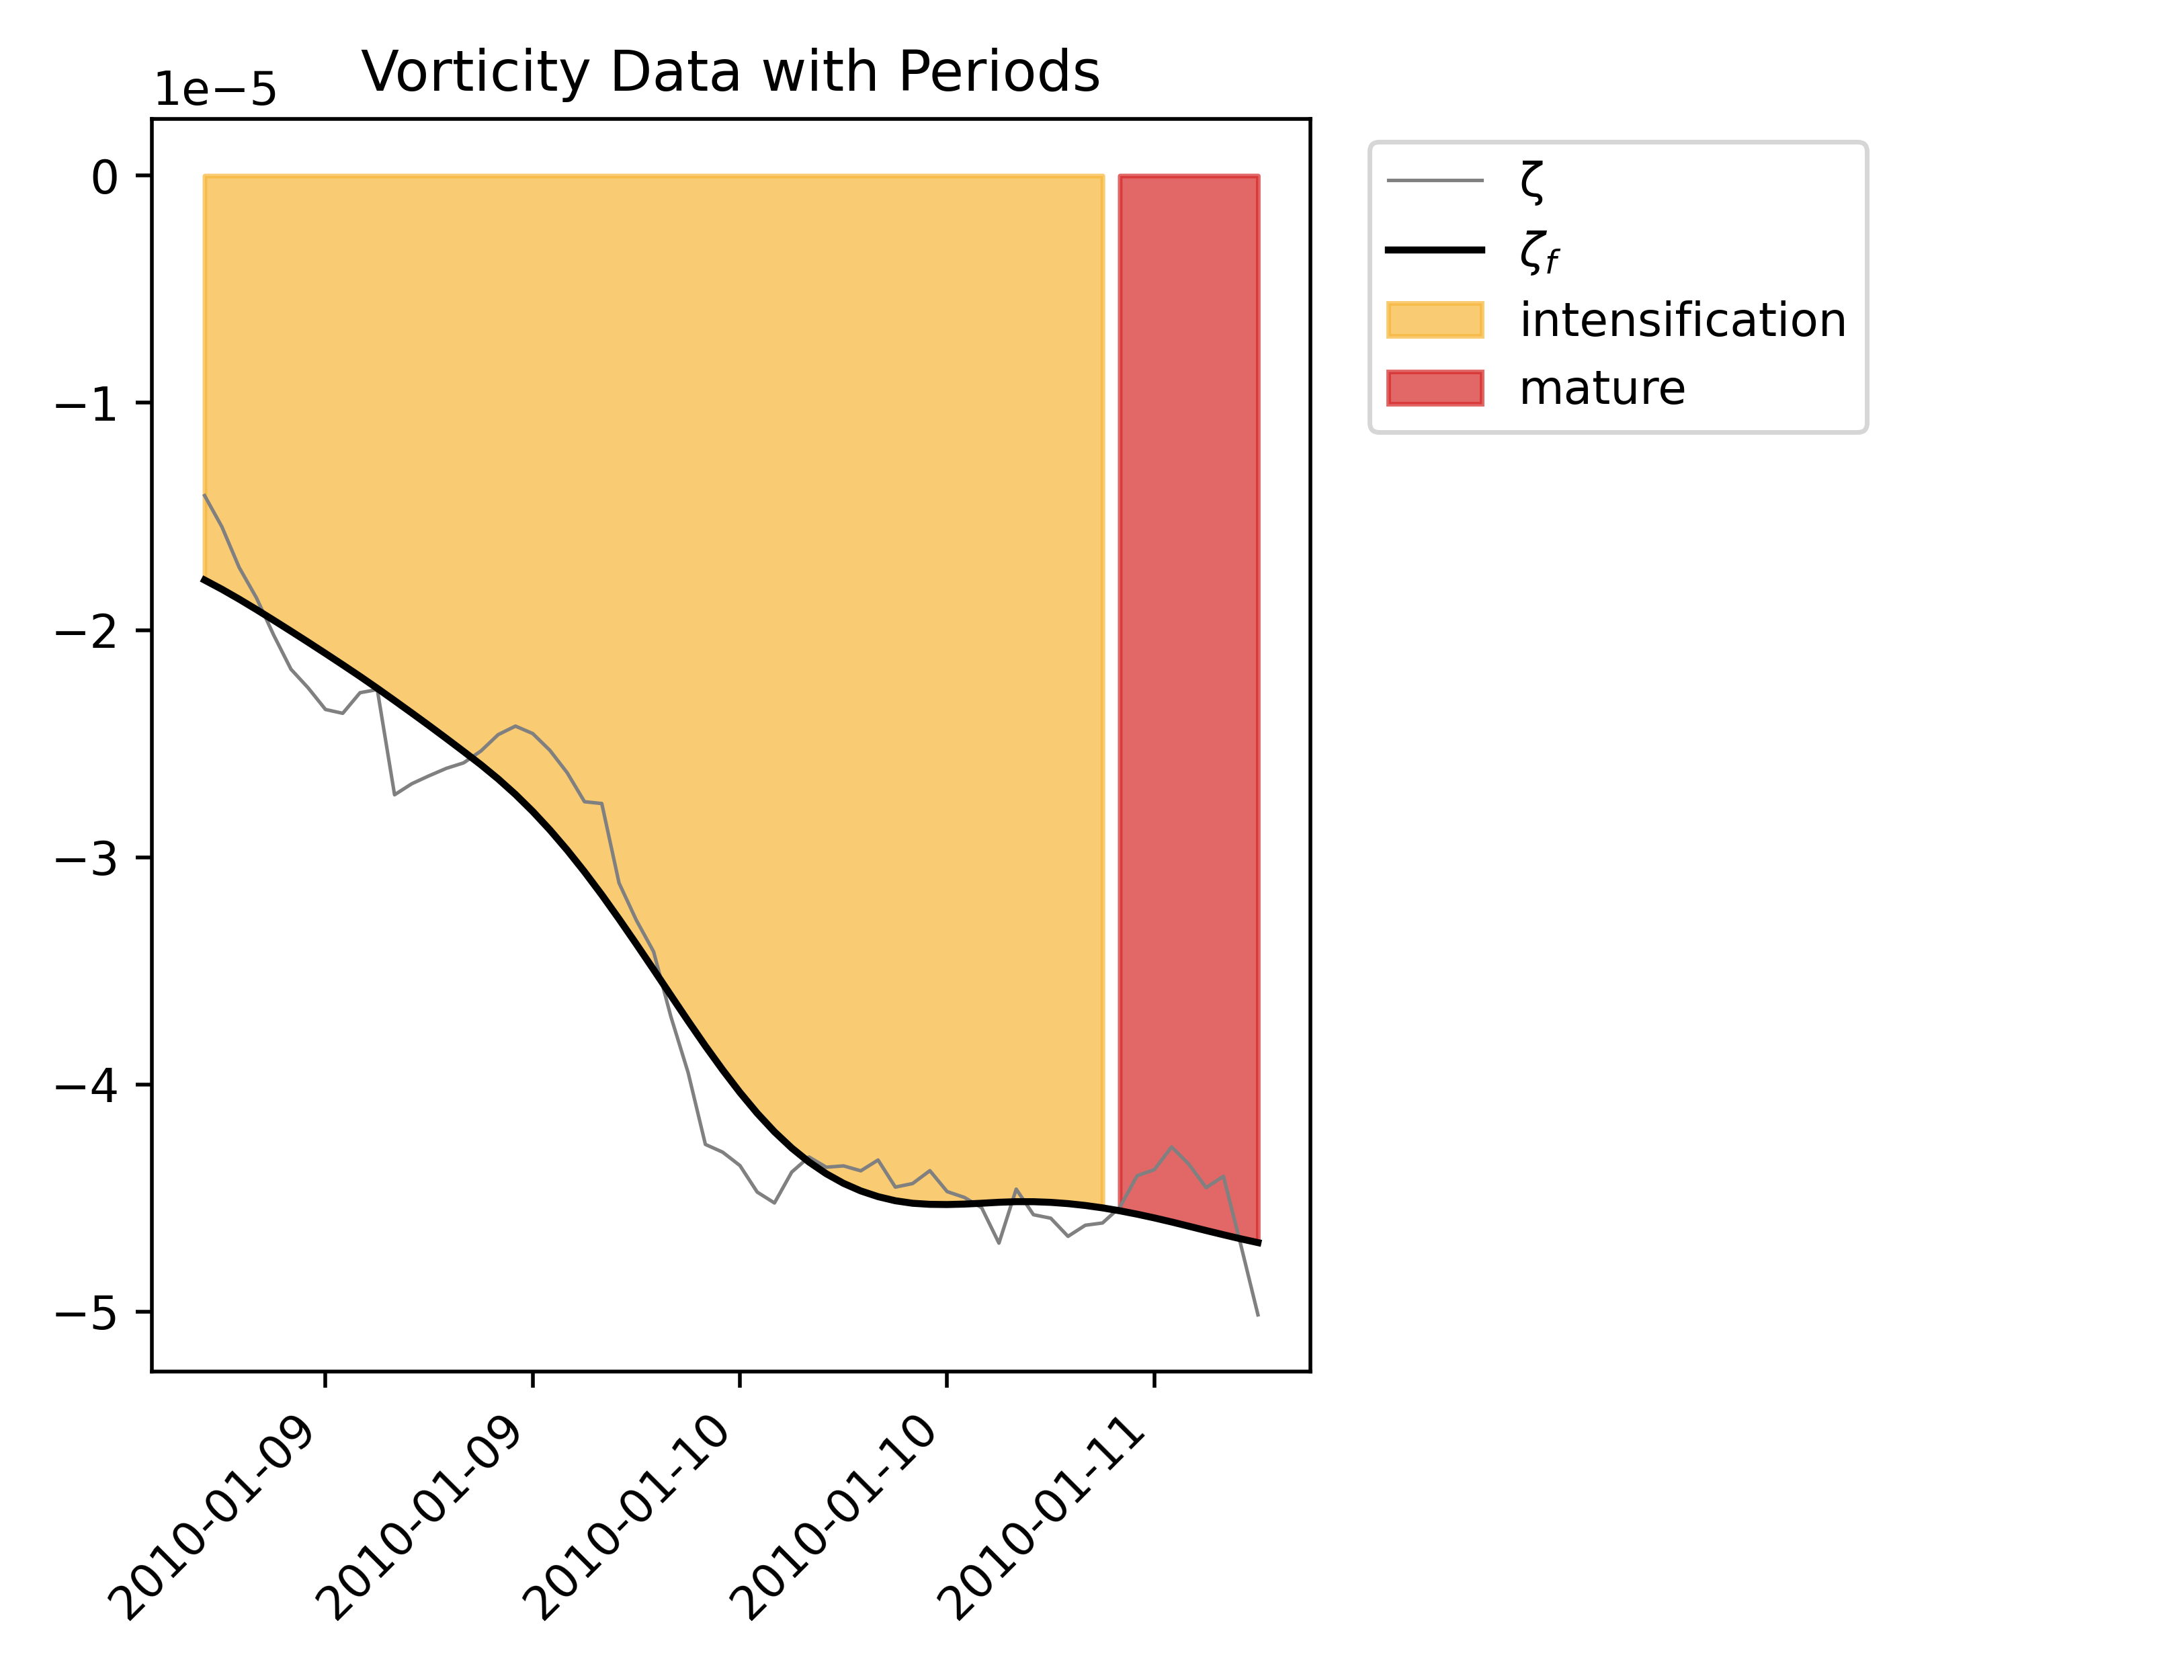 Vorticity Data with Periods
1e−5
0
−1
−2
−3
−4
−5
2010-01-09
2010-01-09
2010-01-10
2010-01-10
2010-01-11
ζ
ζf
intensification
mature